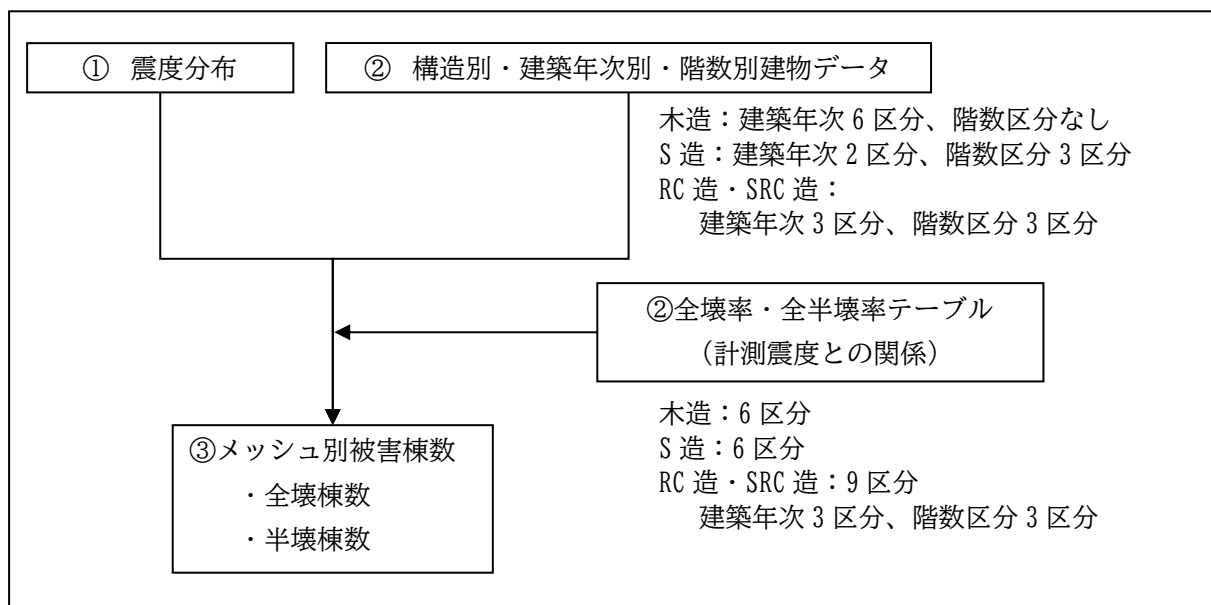 ① 震度分布
② 構造別・建築年次別・階数別建物データ
木造：建築年次 6 区分、階数区分なし
S 造：建築年次 2 区分、階数区分 3 区分
RC 造・SRC 造：
建築年次 3 区分、階数区分 3 区分
②全壊率・全半壊率テーブル
（計測震度との関係）
木造：6 区分
S 造：6 区分
RC 造・SRC 造：9 区分
建築年次 3 区分、階数区分 3 区分
③メッシュ別被害棟数
・全壊棟数
・半壊棟数